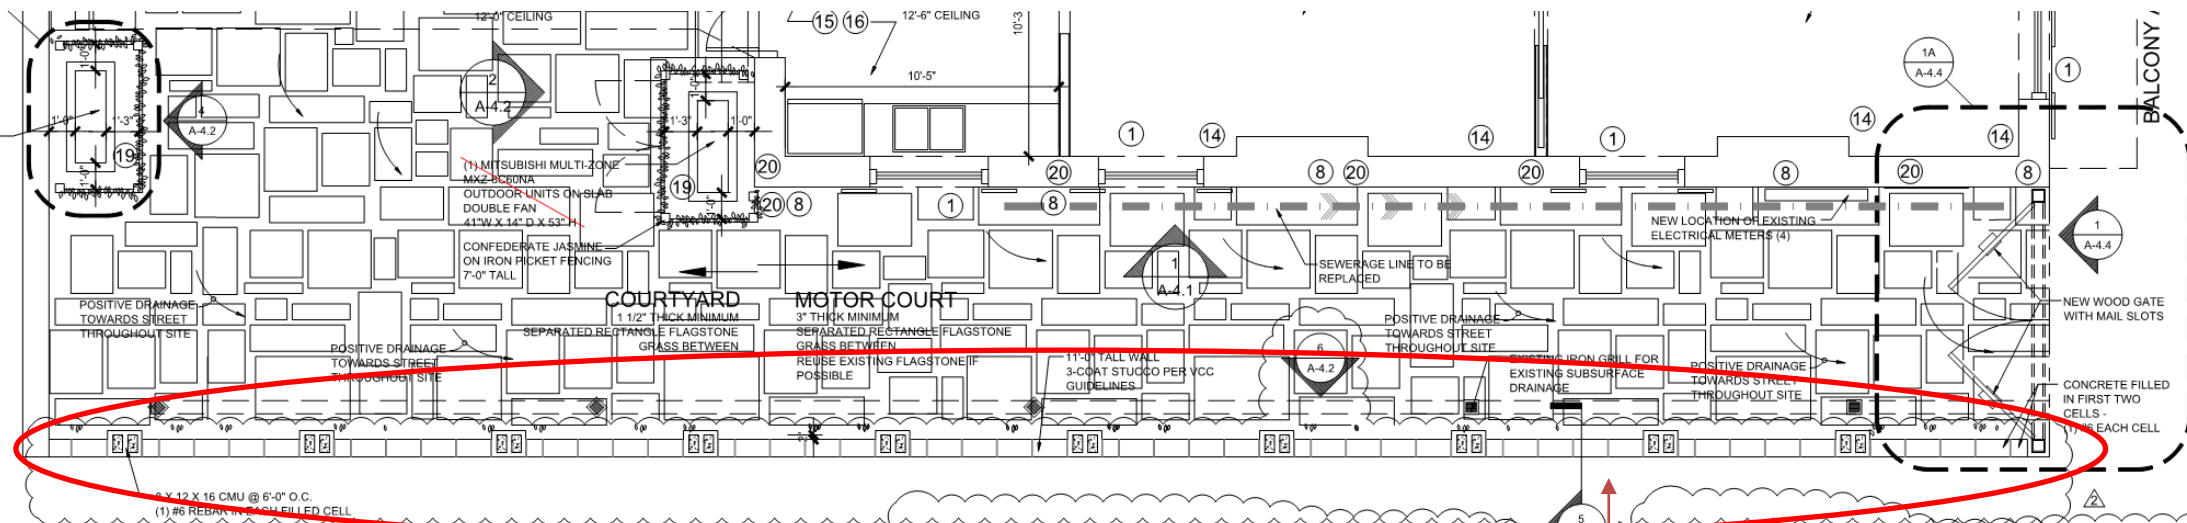 12'-0" CEILING
15 16
12'-6" CEILING
10'-3
10'-5"
1A
A-4.4
1
BALCONY
1'-0"
1'-0"
1'-3"
1'-0"
19
4
A-4.2
2
A-4.2
1'-0"
1'-3"
1'-0"
19
20
20 8
1
14
14
1
14
14
20
8
8 20
20
8
20
8
1
(1) MITSUBISHI MULTI-ZONE
MXZ-8C60NA
OUTDOOR UNITS ON SLAB
DOUBLE FAN
41"W X 14" D X 53" H
CONFEDERATE JASMINE
ON IRON PICKET FENCING
7'-0" TALL
NEW LOCATION OF EXISTING
ELECTRICAL METERS (4)
1
A-4.4
1
A-4.1
SEWERAGE LINE TO BE
REPLACED
COURTYARD
1 1/2" THICK MINIMUM
SEPARATED RECTANGLE FLAGSTONE
GRASS BETWEEN
MOTOR COURT
3" THICK MINIMUM
SEPARATED RECTANGLE FLAGSTONE
GRASS BETWEEN
REUSE EXISTING FLAGSTONE IF
POSSIBLE
POSITIVE DRAINAGE
TOWARDS STREET
THROUGHOUT SITE
POSITIVE DRAINAGE
TOWARDS STREET
THROUGHOUT SITE
11'-0" TALL WALL
3-COAT STUCCO PER VCC
GUIDELINES
6
A-4.2
POSITIVE DRAINAGE
TOWARDS STREET
THROUGHOUT SITE
EXISTING IRON GRILL FOR
EXISTING SUBSURFACE
DRAINAGE
POSITIVE DRAINAGE
TOWARDS STREET
THROUGHOUT SITE
NEW WOOD GATE
WITH MAIL SLOTS
CONCRETE FILLED
IN FIRST TWO
CELLS -
(1) #6 EACH CELL
8 X 12 X 16 CMU @ 6'-0" O.C.
(1) #6 REBAR IN EACH FILLED CELL
5
2